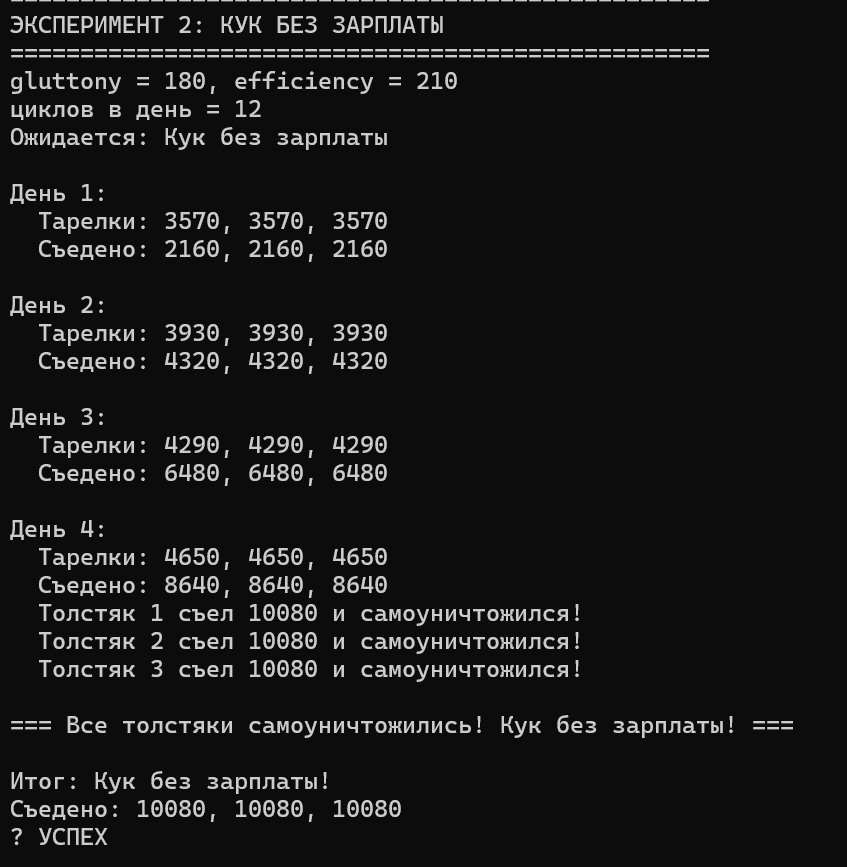 ==================================================
ЭКСПЕРИМЕНТ 2: КУК БЕЗ ЗАРПЛАТЫ
==================================================
gluttony = 180, efficiency = 210
циклов в день = 12
Ожидается: Кук без зарплаты
День 1:
  Тарелки: 3570, 3570, 3570
  Съедено: 2160, 2160, 2160
День 2:
  Тарелки: 3930, 3930, 3930
  Съедено: 4320, 4320, 4320
День 3:
  Тарелки: 4290, 4290, 4290
  Съедено: 6480, 6480, 6480
День 4:
  Тарелки: 4650, 4650, 4650
  Съедено: 8640, 8640, 8640
  Толстяк 1 съел 10080 и самоуничтожился!
  Толстяк 2 съел 10080 и самоуничтожился!
  Толстяк 3 съел 10080 и самоуничтожился!
=== Все толстяки самоуничтожились! Кук без зарплаты! ===
Итог: Кук без зарплаты!
Съедено: 10080, 10080, 10080
? УСПЕХ